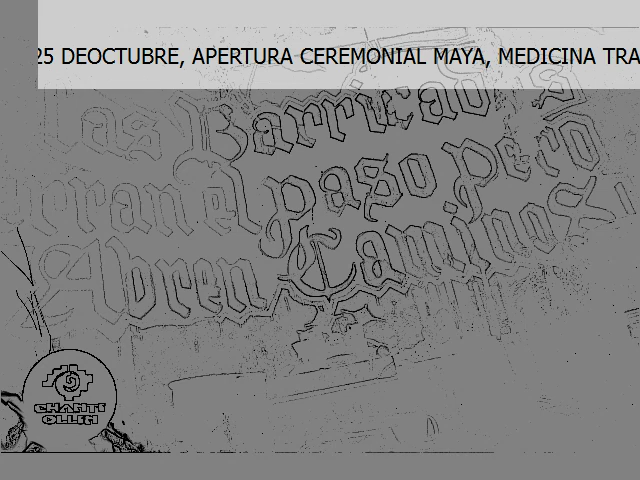 25 DEOCTUBRE, APERTURA CEREMONIAL MAYA, MEDICINA TRA
Las Barricadas
Cierran el paso pero
Abren Caminos
CHANTI
OLLIN